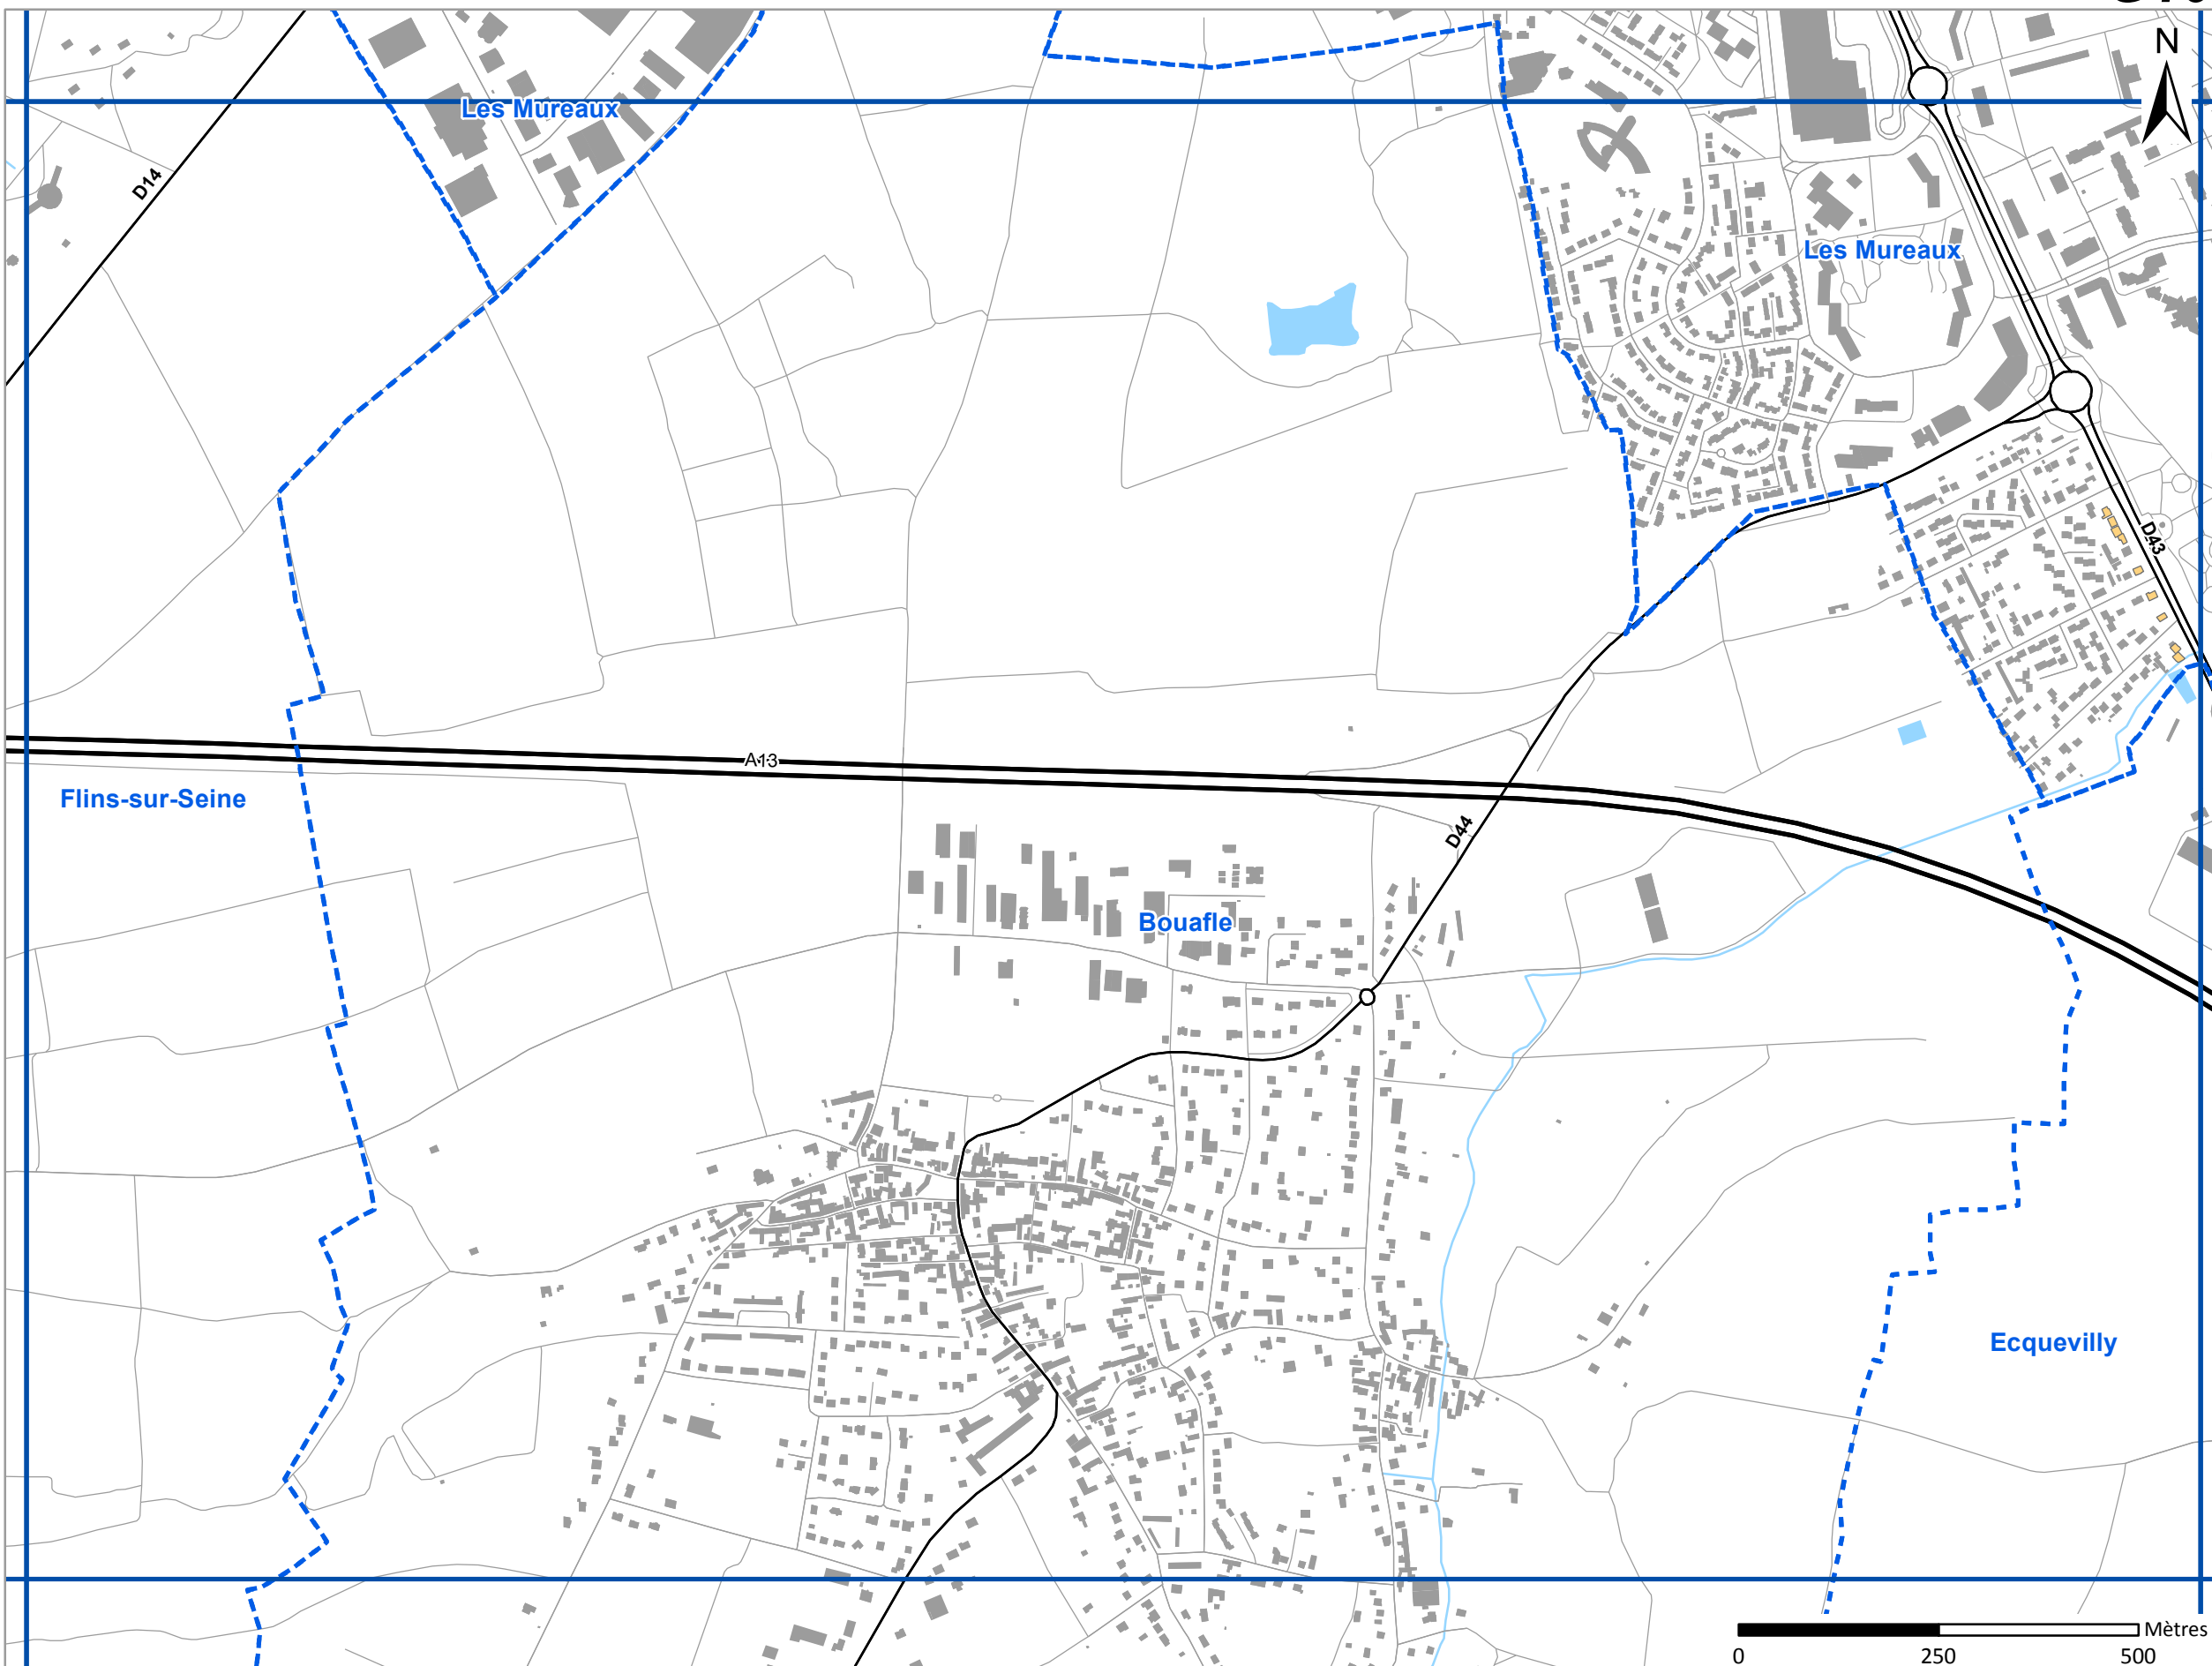 N
Les Mureaux
D14
Les Mureaux
D43
A13
Flins-sur-Seine
D44
Bouafle
Ecquevilly
Mètres
0 250 500